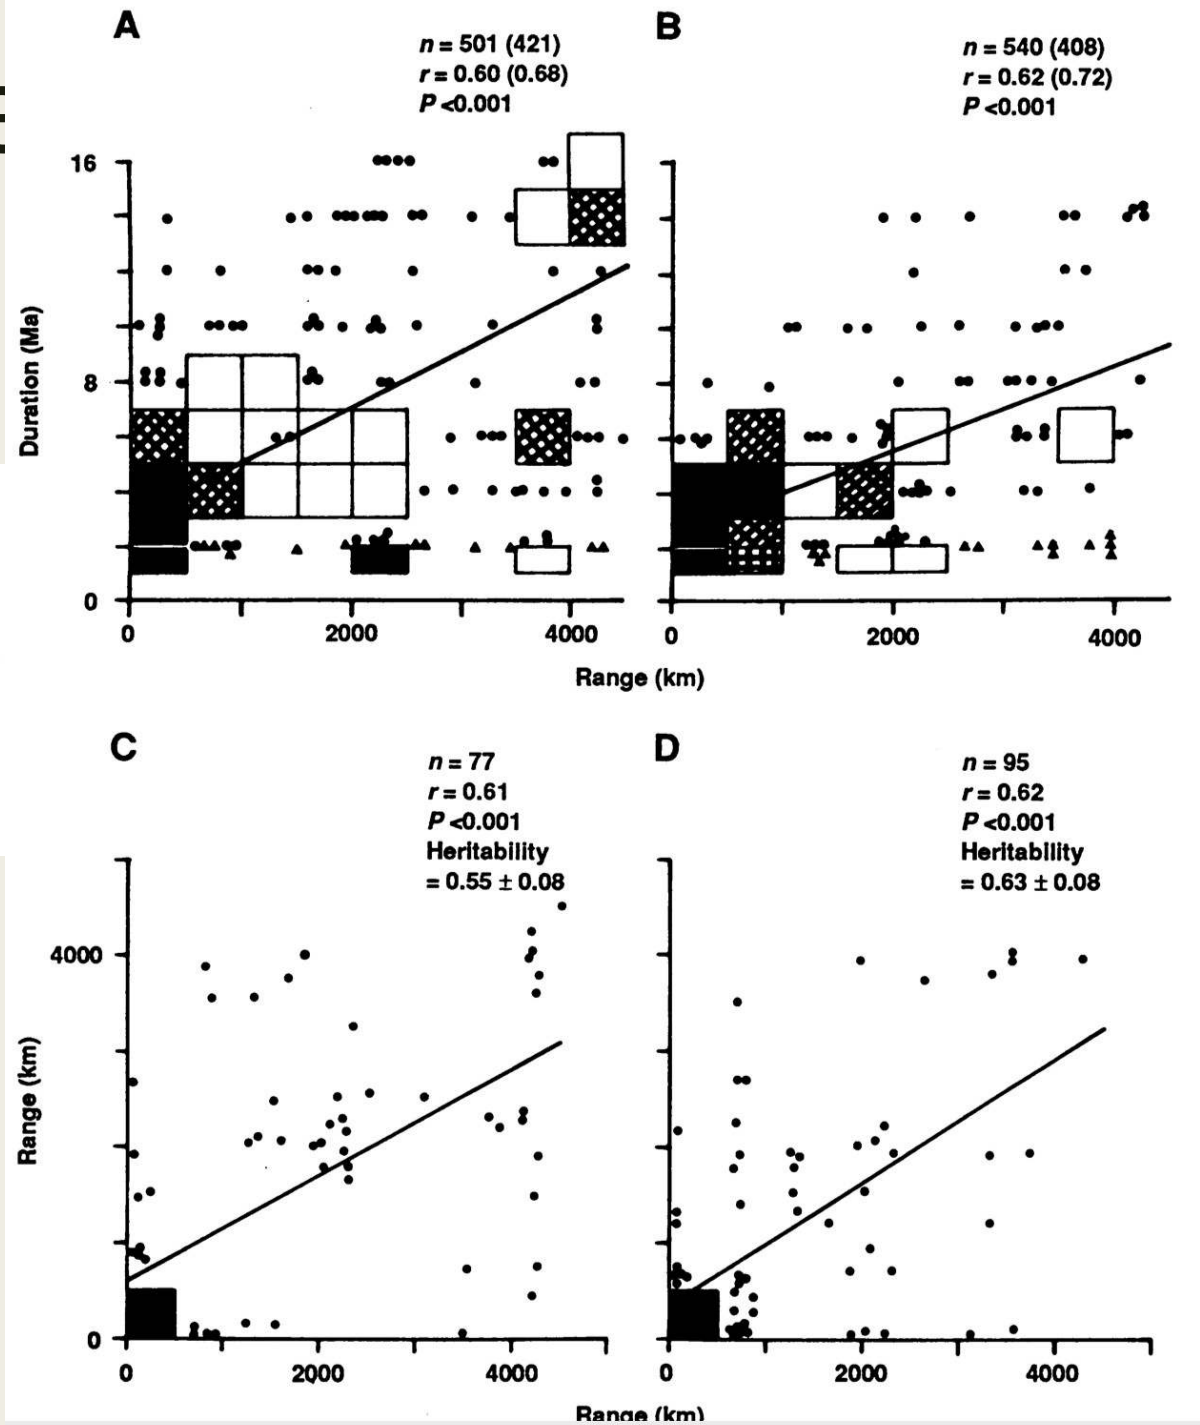 A
n = 501 (421)
r = 0.60 (0.68)
P <0.001
B
n = 540 (408)
r = 0.62 (0.72)
P <0.001
16
8
0
Duration (Ma)
0 2000 4000
0 2000 4000
Range (km)
C
n = 77
r = 0.61
P <0.001
Heritability
= 0.55 ± 0.08
D
n = 95
r = 0.62
P <0.001
Heritability
= 0.63 ± 0.08
4000
0
Range (km)
0 2000 4000
0 2000 4000
Range (km)